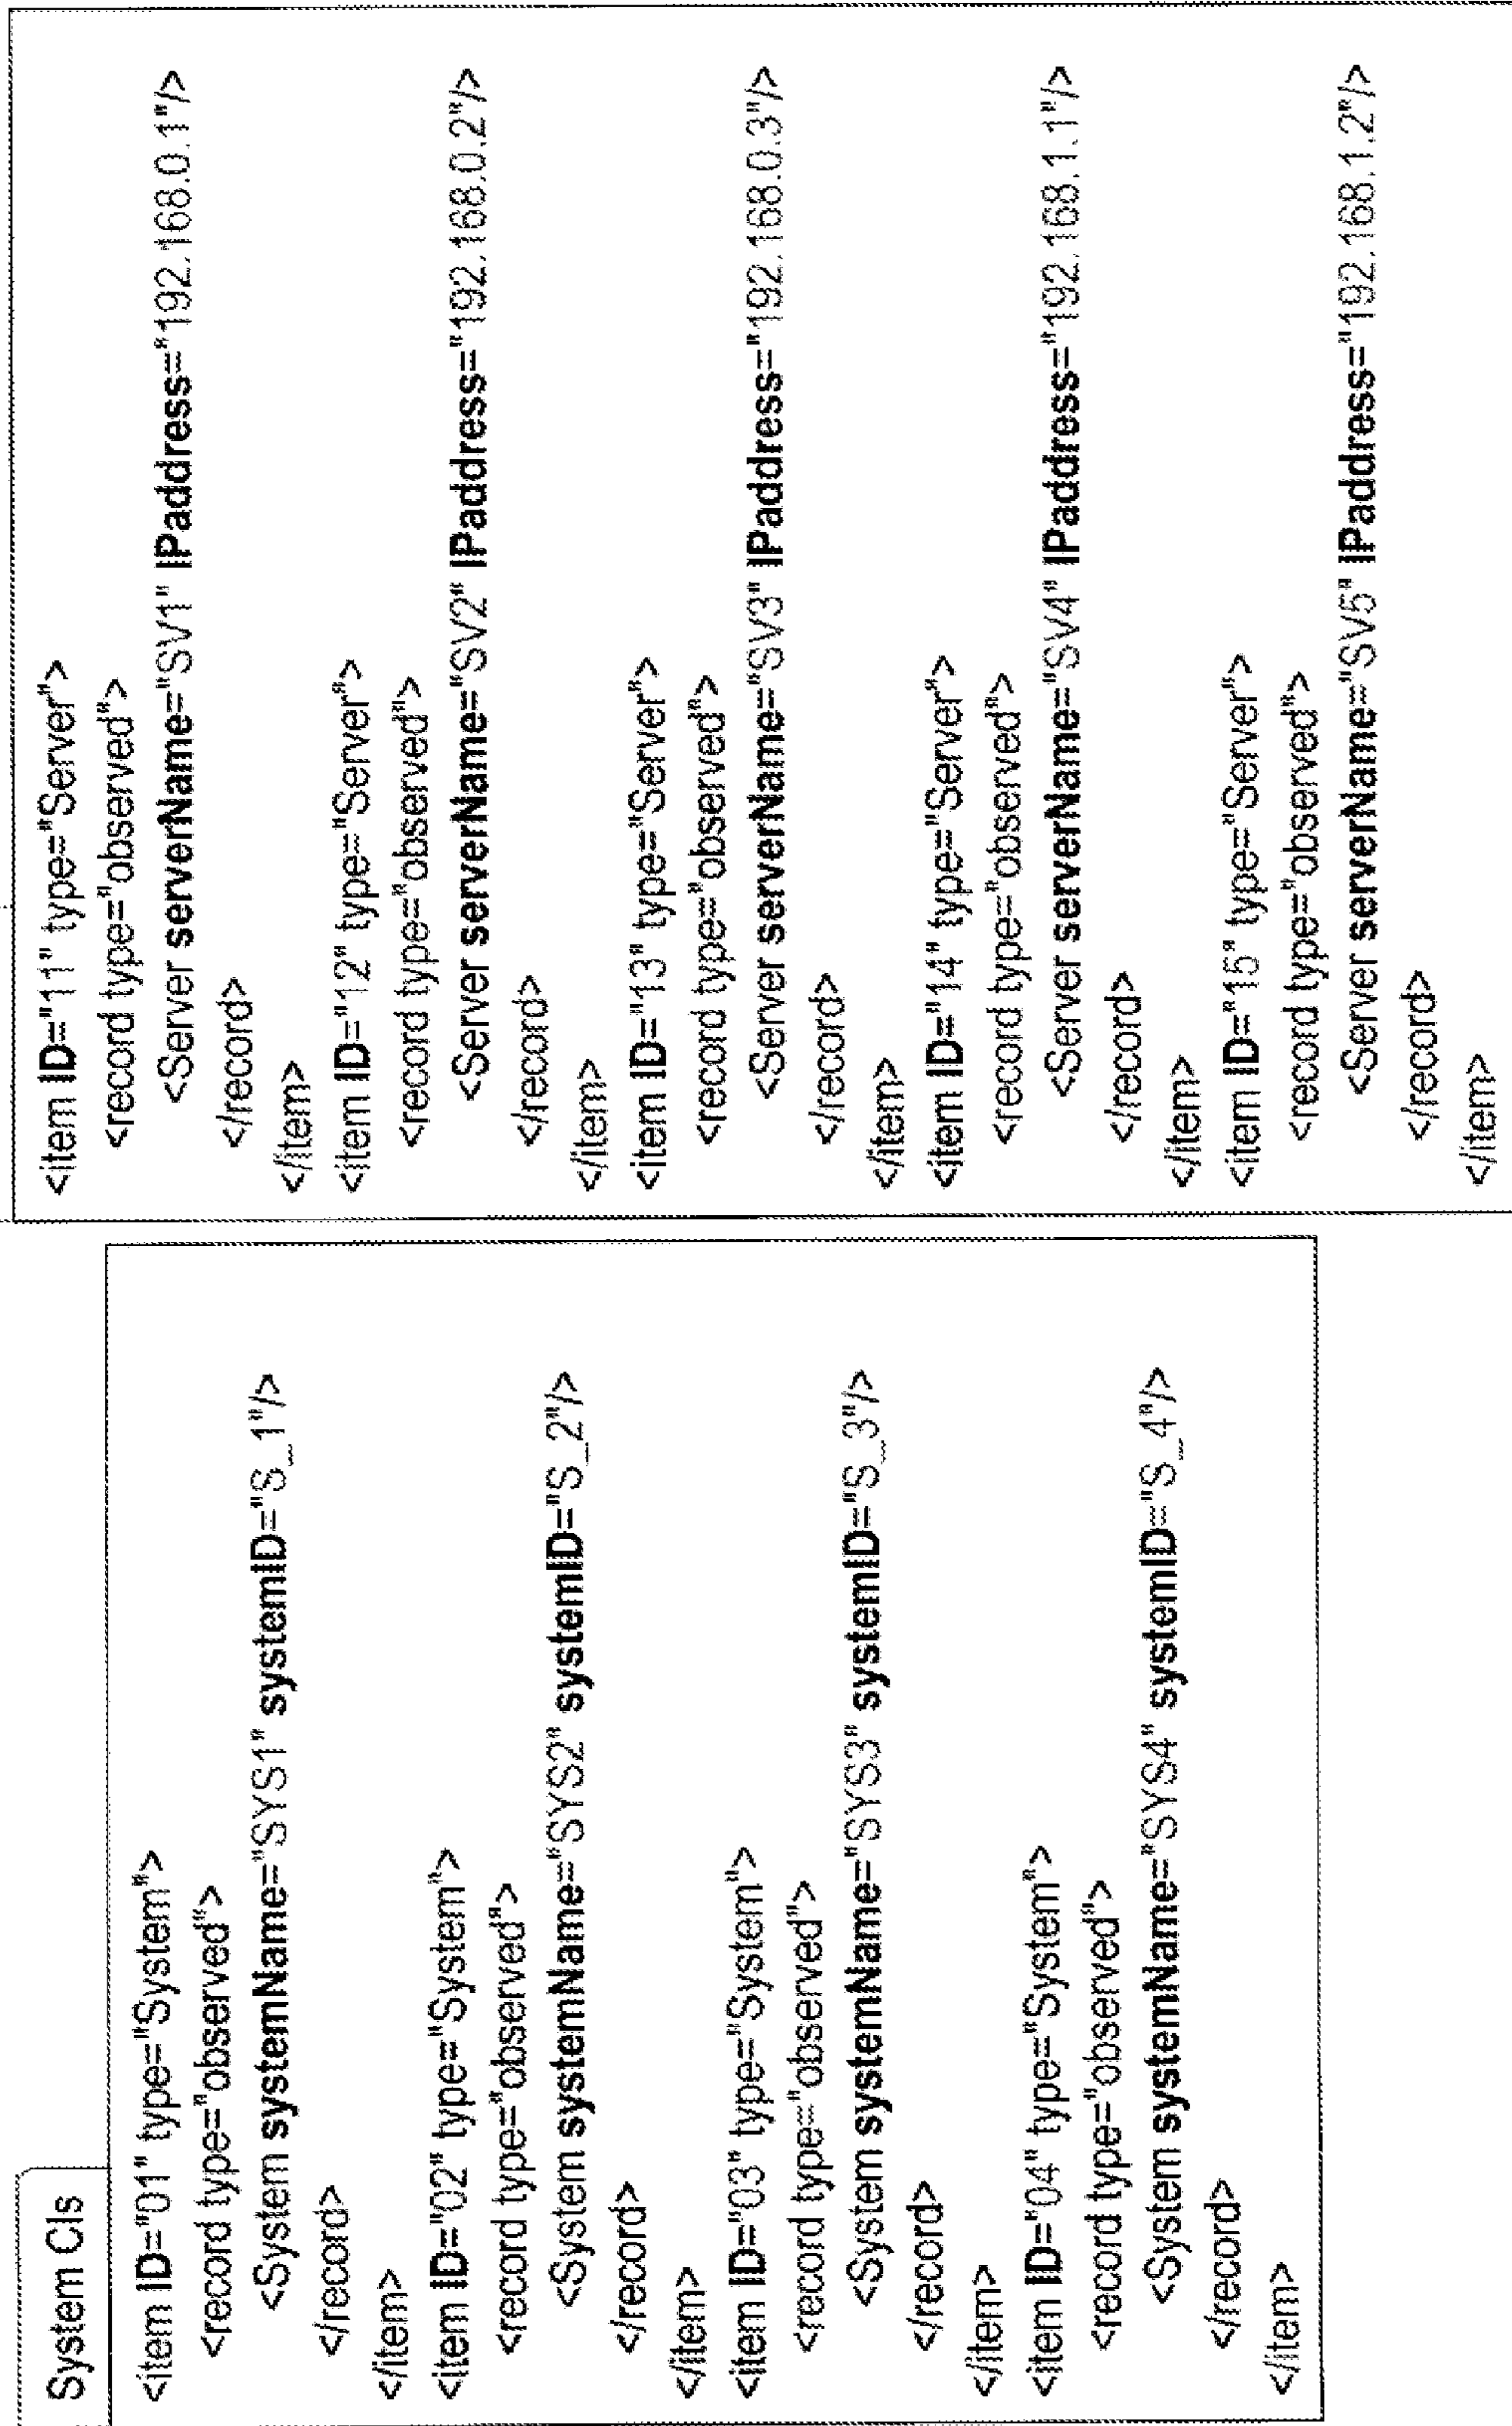 System CIs
<item ID="01" type="System">
<record type="observed">
<System systemName="SYS1" systemID="S_1"/>
</record>
</item>
<item ID="02" type="System">
<record type="observed">
<System systemName="SYS2" systemID="S_2"/>
</record>
</item>
<item ID="03" type="System">
<record type="observed">
<System systemName="SYS3" systemID="S_3"/>
</record>
</item>
<item ID="04" type="System">
<record type="observed">
<System systemName="SYS4" systemID="S_4"/>
</record>
</item>
<item ID="11" type="Server">
<record type="observed">
<Server serverName="SV1" IPaddress="192.168.0.1"/>
</record>
</item>
<item ID="12" type="Server">
<record type="observed">
<Server serverName="SV2" IPaddress="192.168.0.2"/>
</record>
</item>
<item ID="13" type="Server">
<record type="observed">
<Server serverName="SV3" IPaddress="192.168.0.3"/>
</record>
</item>
<item ID="14" type="Server">
<record type="observed">
<Server serverName="SV4" IPaddress="192.168.1.1"/>
</record>
</item>
<item ID="15" type="Server">
<record type="observed">
<Server serverName="SV5" IPaddress="192.168.1.2"/>
</record>
</item>